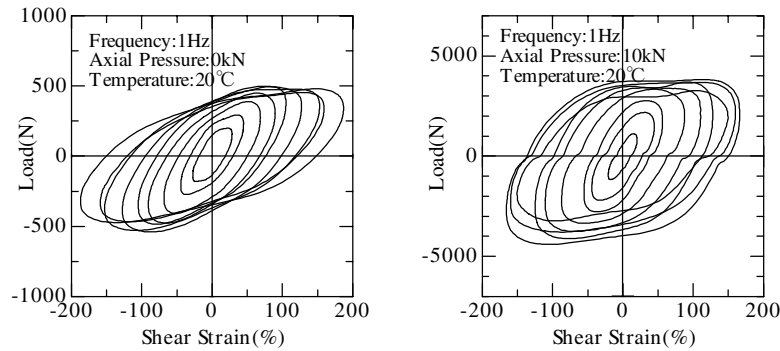 1000
Frequency:1Hz
Axial Pressure:0kN
Temperature:20℃
500
0
-500
-1000
-200 -100 0 100 200
Load(N)
Shear Strain(%)
Frequency:1Hz
Axial Pressure:10kN
Temperature:20℃
5000
0
-5000
-200 -100 0 100 200
Load(N)
Shear Strain(%)